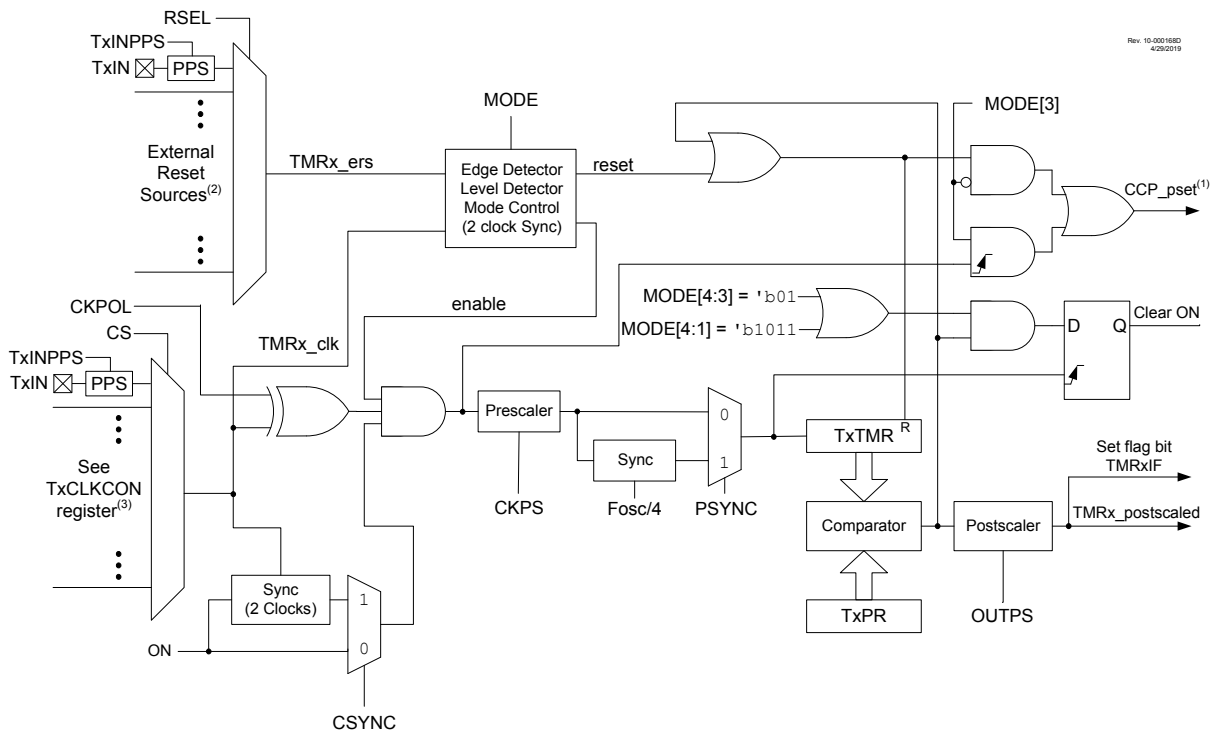 RSEL
TxINPPS
TxIN
PPS
Rev. 10-000168D
4/29/2019
MODE
MODE[3]
External
Reset
Sources(2)
TMRx_ers
Edge Detector
Level Detector
Mode Control
(2 clock Sync)
reset
CCP_pset(1)
enable
MODE[4:3] = 'b01
MODE[4:1] = 'b1011
D
Q
Clear ON
CKPOL
CS
TMRx_clk
TxINPPS
TxIN
PPS
Prescaler
0
1
Sync
CKPS
Fosc/4
PSYNC
TxTMR
R
Set flag bit
TMRxIF
TMRx_postscaled
See
TxCLKCON
register(3)
Comparator
Postscaler
Sync
(2 Clocks)
1
0
TxPR
OUTPS
ON
CSYNC